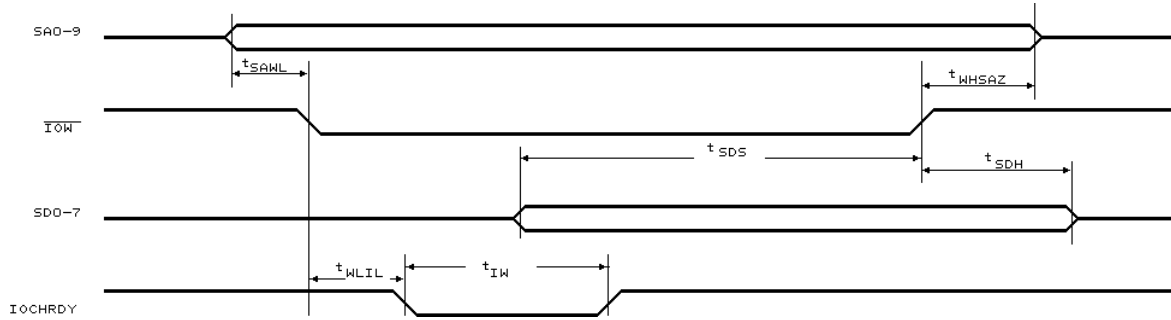 SA0-9
tSAWL
tWHSAZ
IOW
tSDS
tSDH
SD0-7
tWLIL
tIW
IOCHRDY